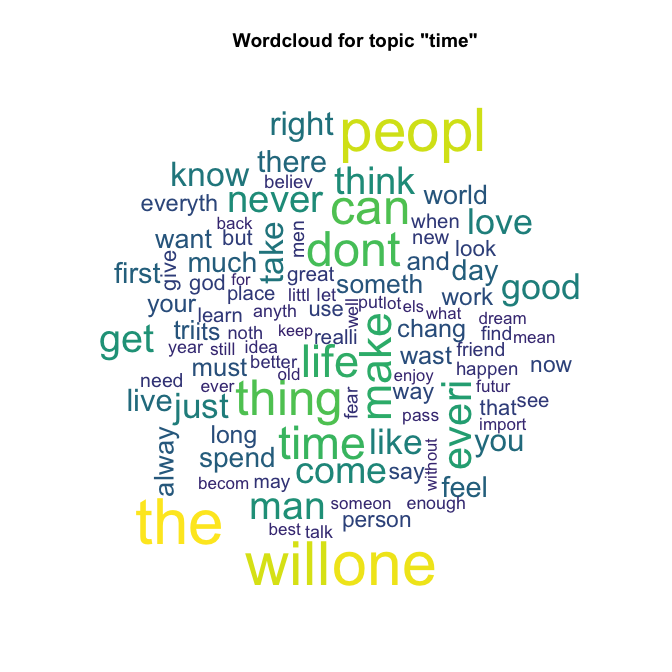 Wordcloud for topic "time"
right peopl
know there think
believ
everyth never can world
back men when love
want but take dont new look
first give much and day
god for great someth good
your place littl let use work
learn anyth well putlot els what
get triits noth keep realli chang dream
year still idea life make find mean
must better wast friend now
old enjoy happen
need ever thing way futur
live just fear pass everi that see
import
long time like you
alway spend come say without feel
becom may
the man someon enough
best talk person
willone